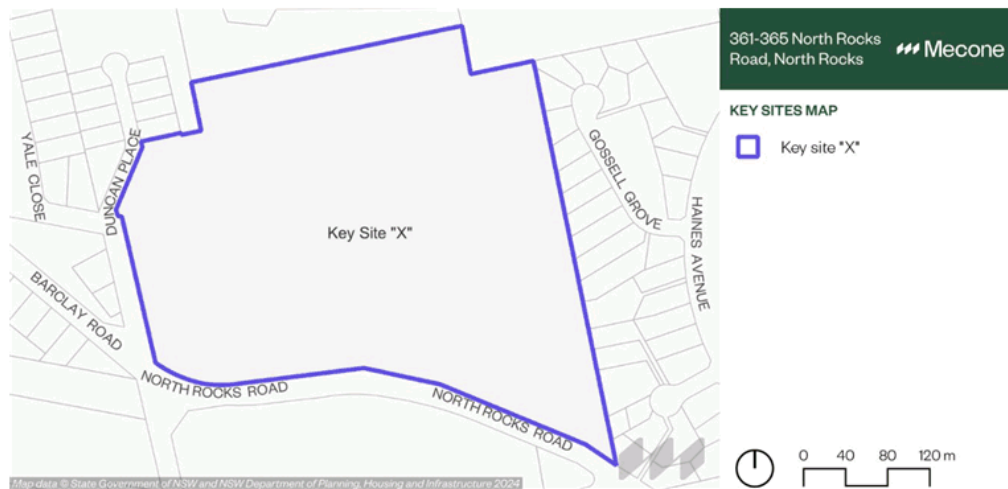 361-365 North Rocks
Road, North Rocks
Mecone
KEY SITES MAP
Key site "X"
YALE CLOSE
DUNCAN PLACE
GOSSELL GROVE
HAINES AVENUE
Key Site "X"
BARCLAY ROAD
NORTH ROCKS ROAD
NORTH ROCKS ROAD
0 40 80 120 m
Map data © State Government of NSW and NSW Department of Planning, Housing and Infrastructure 2024